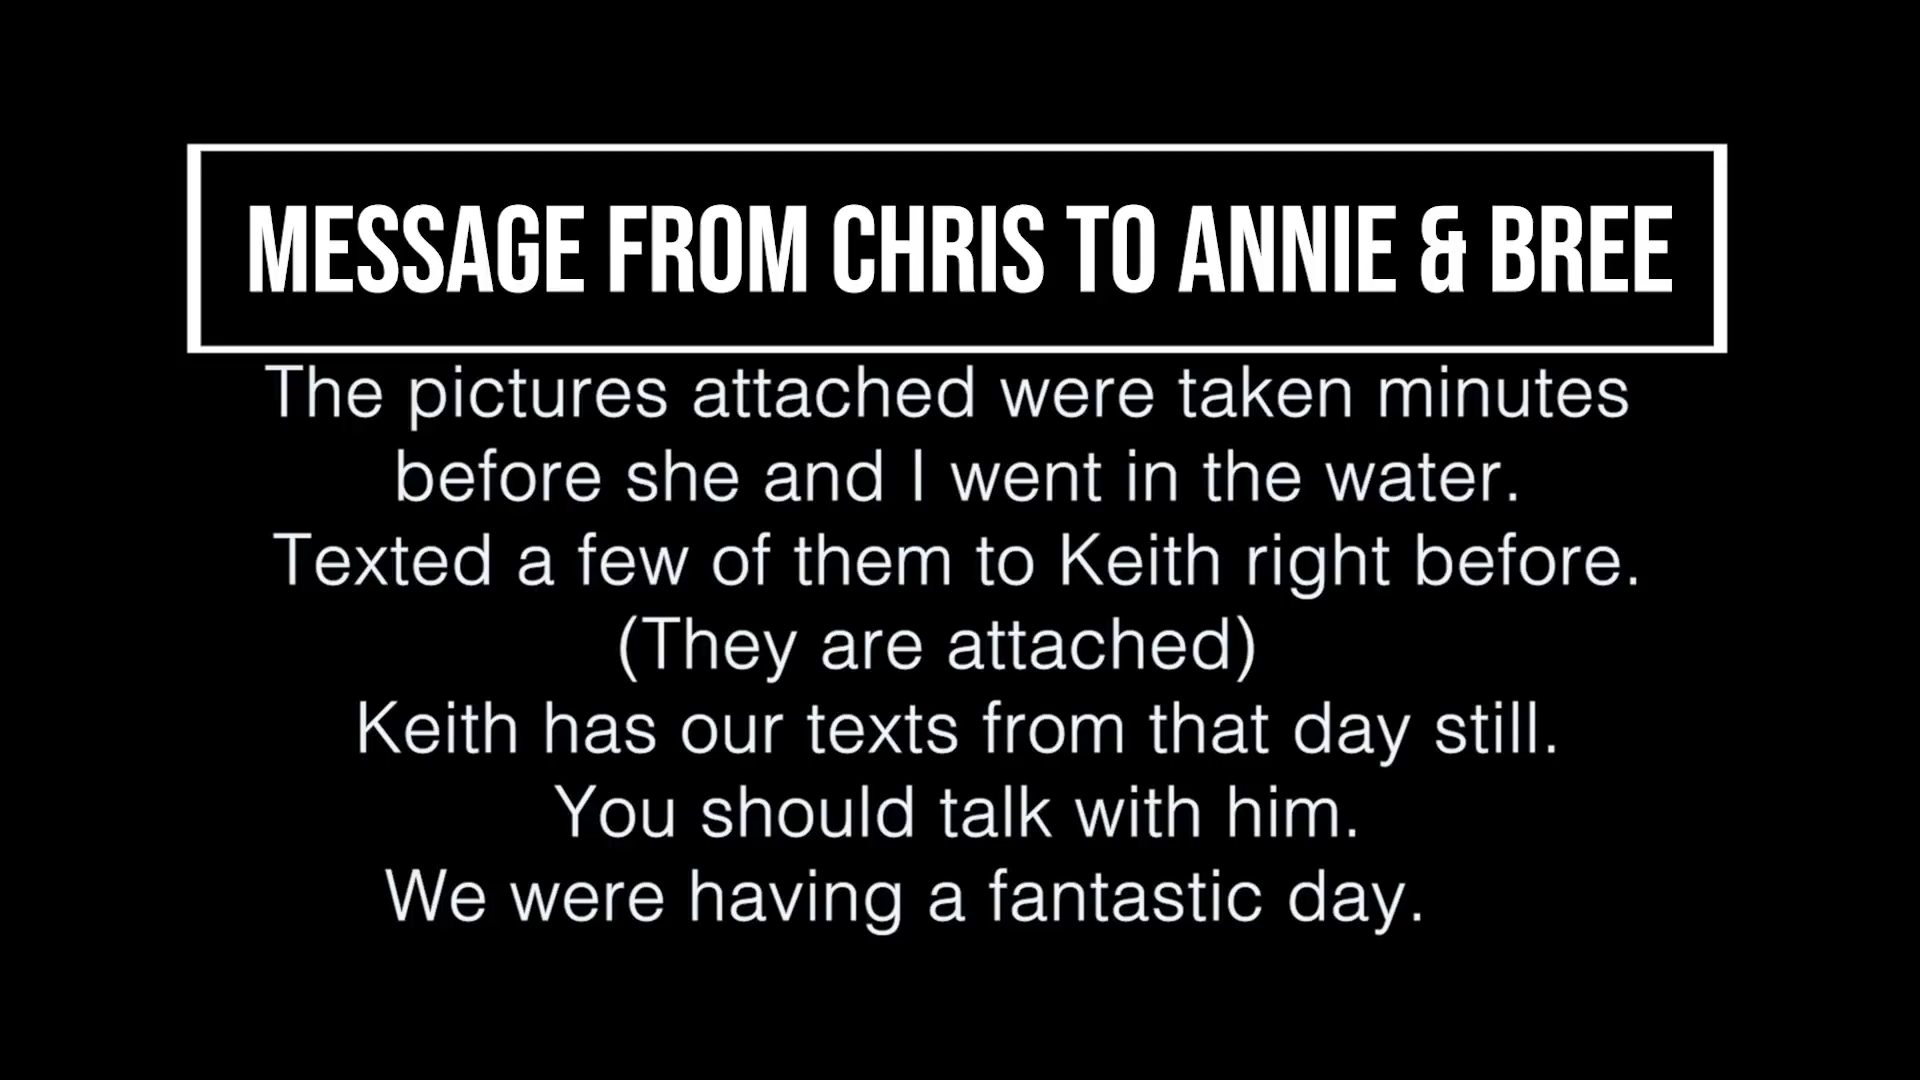 MESSAGE FROM CHRIS TO ANNIE & BREE
The pictures attached were taken minutes
before she and I went in the water.
Texted a few of them to Keith right before.
(They are attached)
Keith has our texts from that day still.
You should talk with him.
We were having a fantastic day.